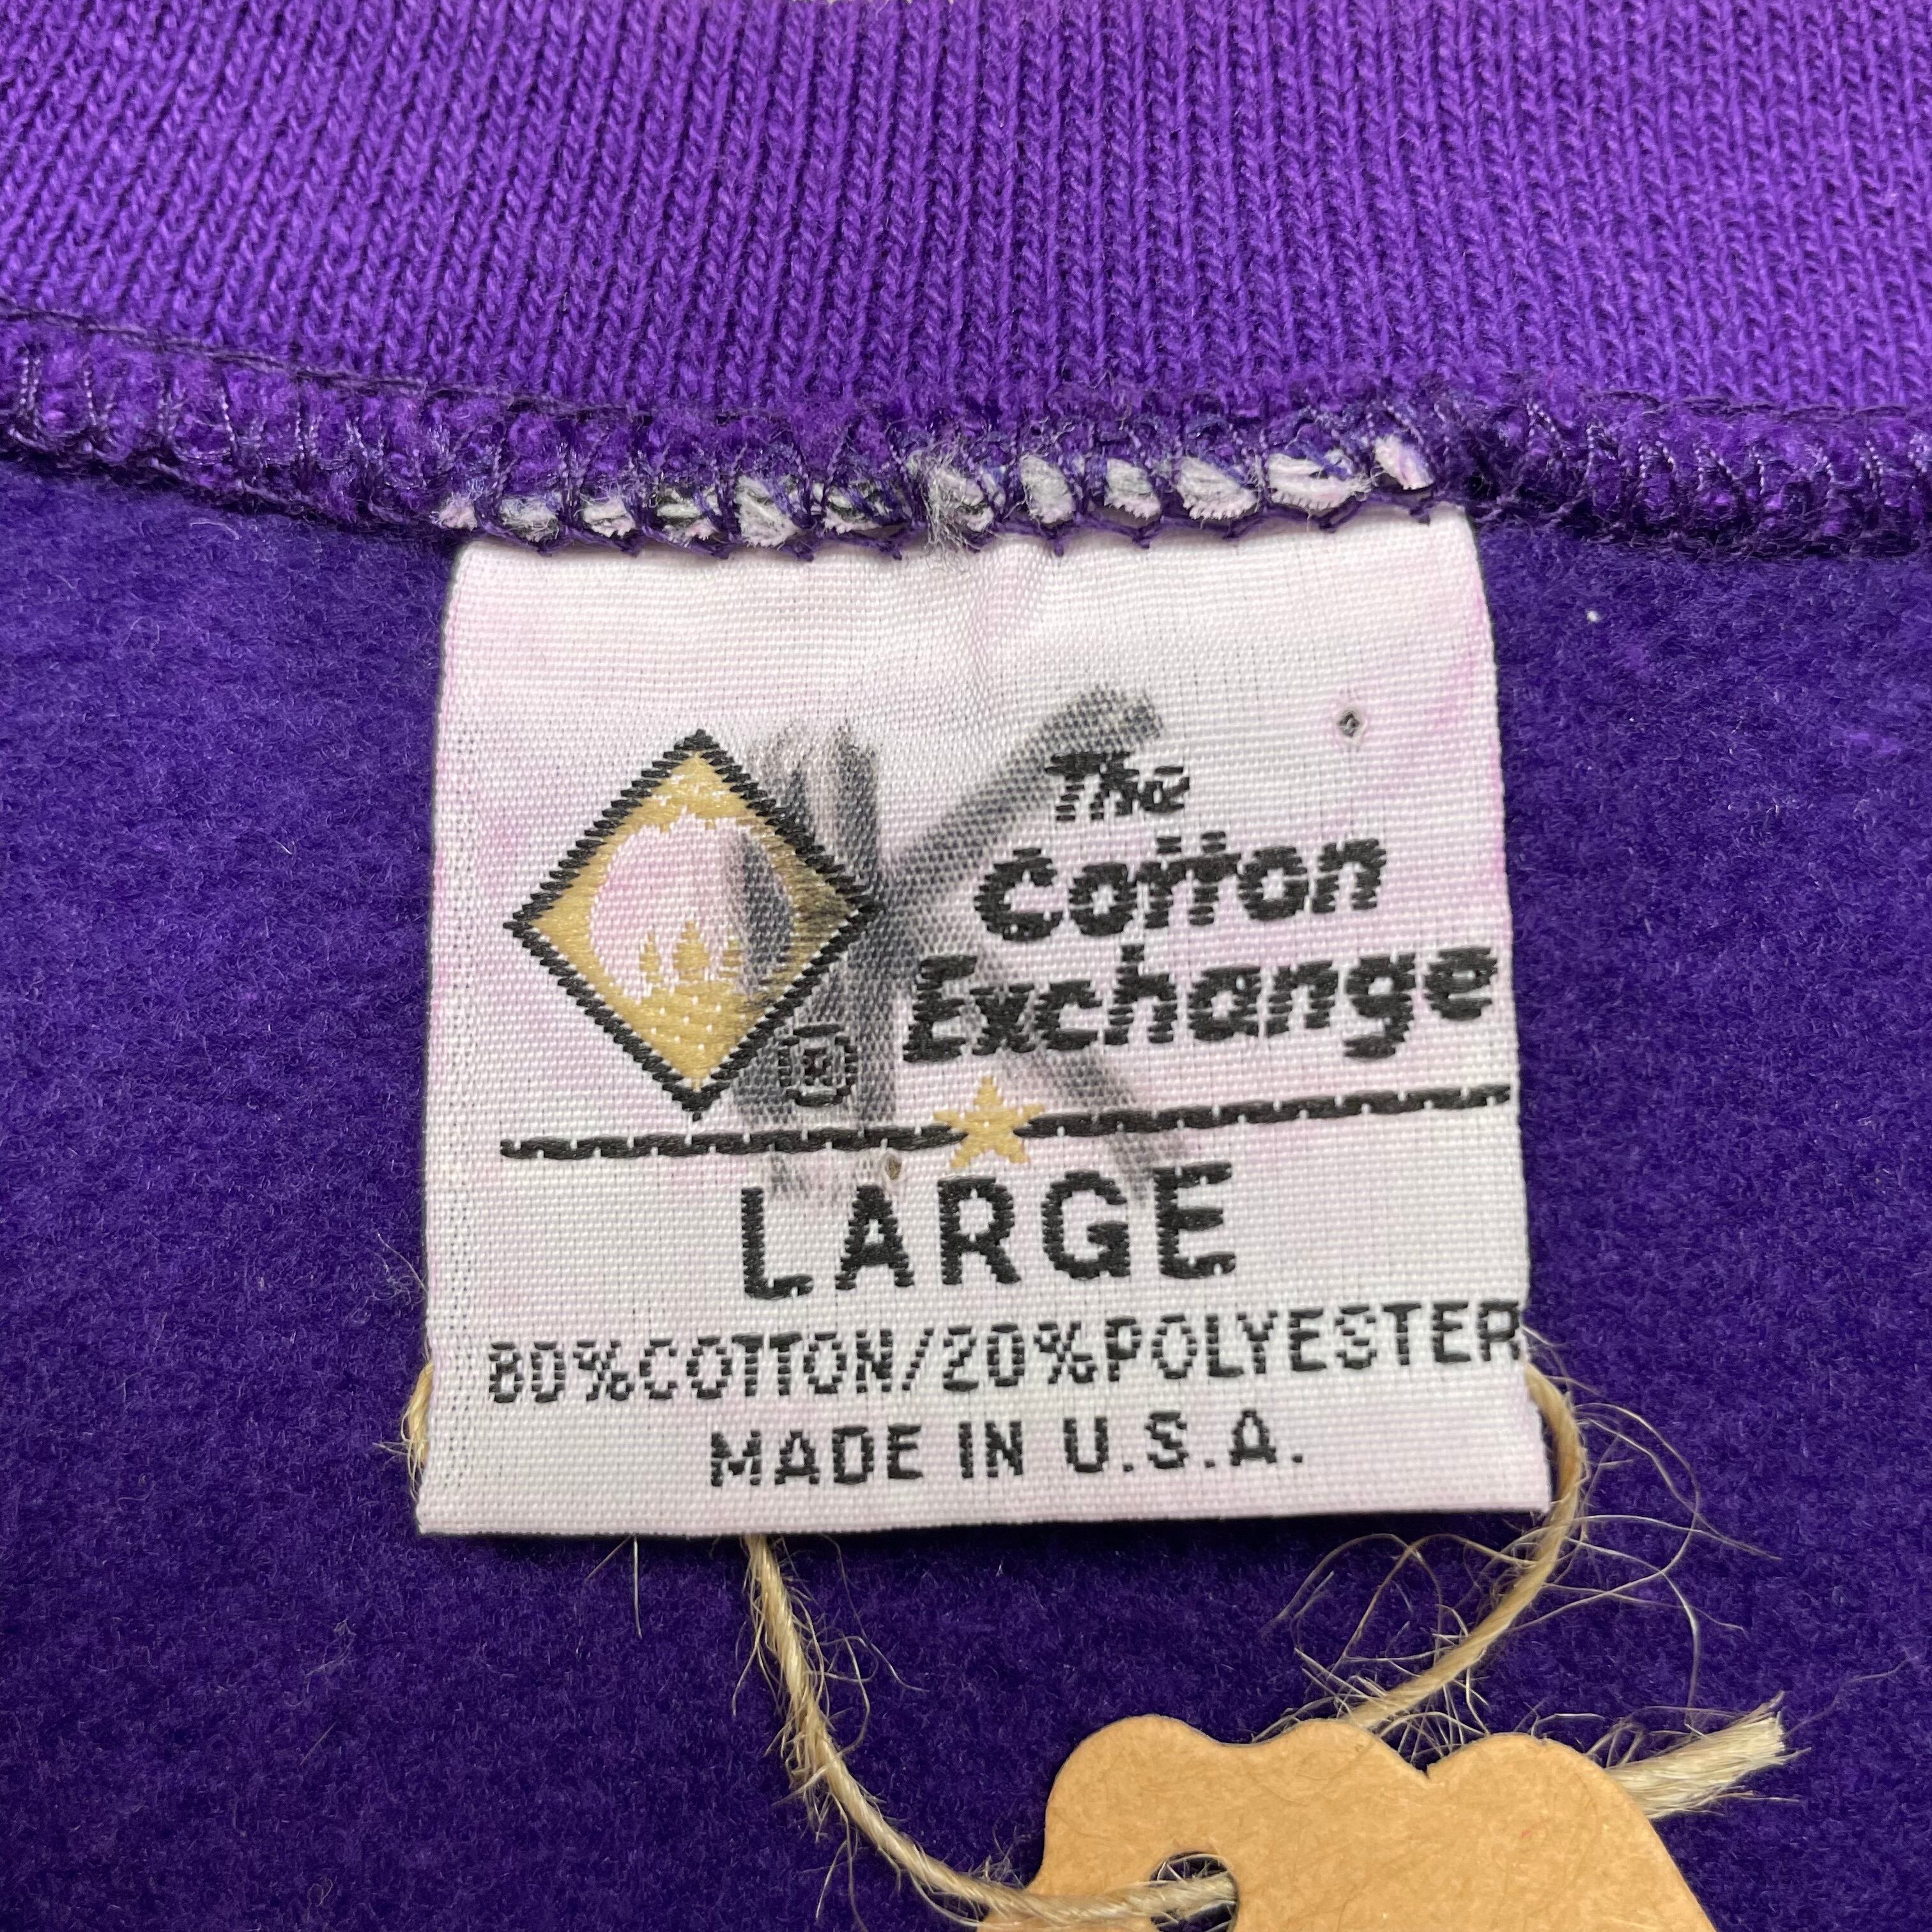 K
The
Cotton
Exchange
®
LARGE
80%COTTON/20%POLYESTER
MADE IN U.S.A.